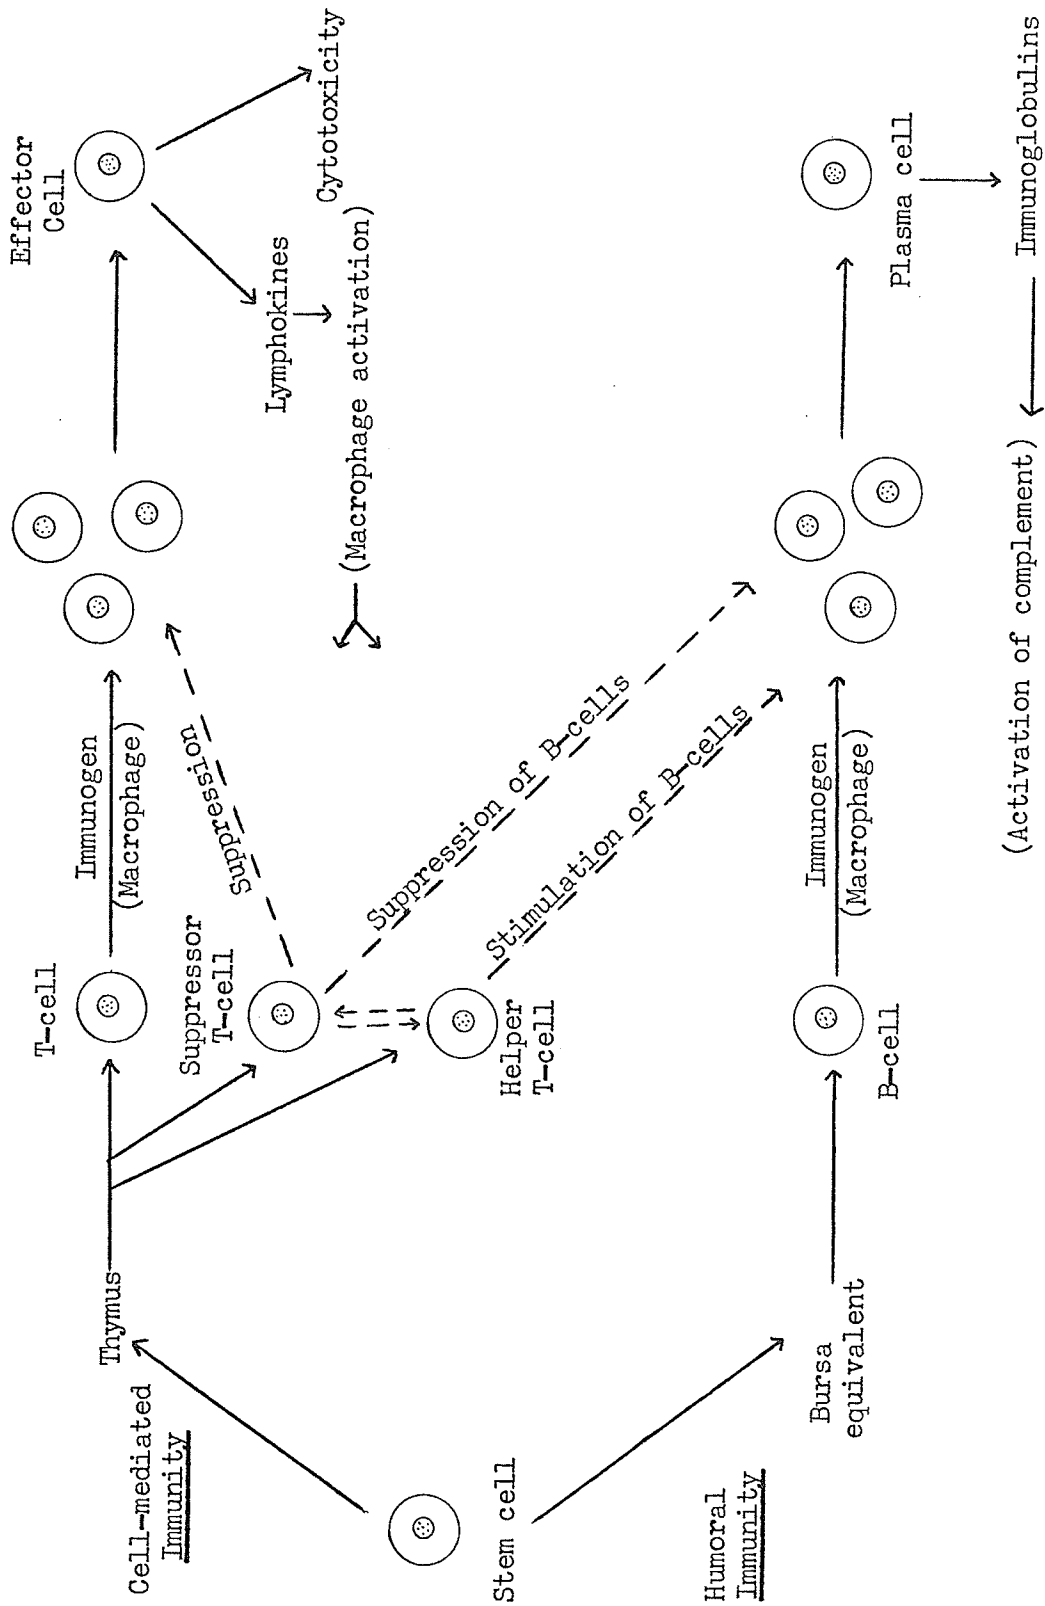 Cell-mediated
Immunity
Thymus
T-cell
Immunogen
(Macrophage)
Effector
Cell
Suppressor
T-cell
Suppression
Lymphokines
Cytotoxicity
(Macrophage activation)
Stem cell
Helper
T-cell
Suppression of B-cells
Stimulation of B-cells
Humoral
Immunity
Bursa
equivalent
B-cell
Immunogen
(Macrophage)
Plasma cell
Immunoglobulins
(Activation of complement)